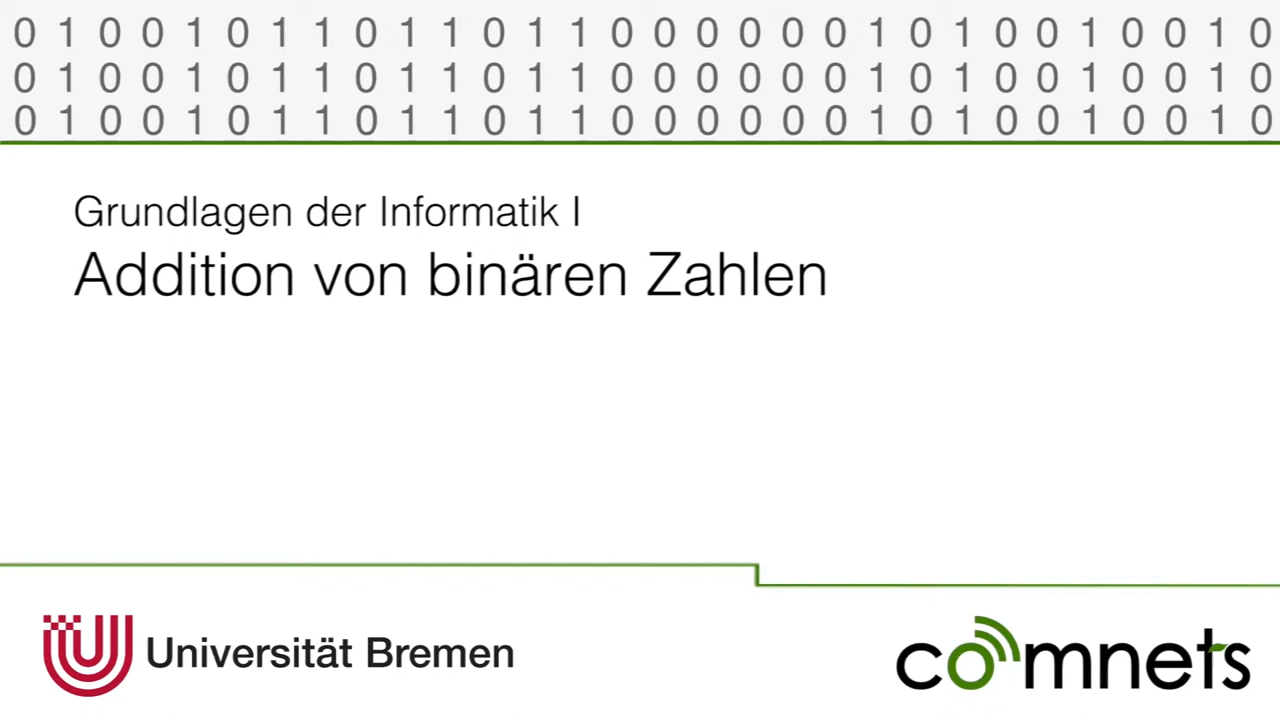 0 1 0 0 1 0 1 1 0 1 1 0 1 1 0 0 0 0 0 0 1 0 1 0 0 1 0 0 1 0
0 1 0 0 1 0 1 1 0 1 1 0 1 1 0 0 0 0 0 0 1 0 1 0 0 1 0 0 1 0
0 1 0 0 1 0 1 1 0 1 1 0 1 1 0 0 0 0 0 0 1 0 1 0 0 1 0 0 1 0
Grundlagen der Informatik I
Addition von binären Zahlen
Universität Bremen
comnets